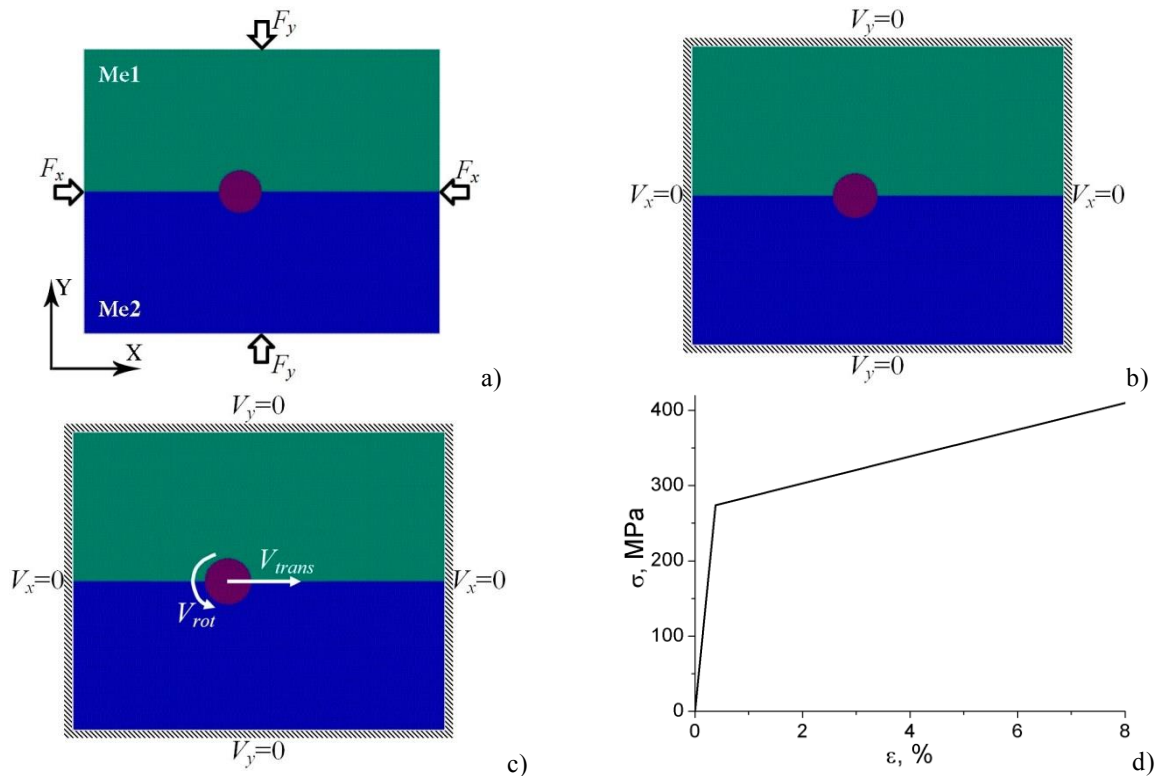 F_y
Me1
F_x F_x
Y
Me2
X
F_y
a)
V_y=0
V_x=0 V_x=0
V_y=0
b)
V_y=0
V_trans
V_x=0 V_x=0
V_rot
V_y=0
c)
400
300
200
100
0
σ, MPa
0 2 4 6 8
ε, %
d)